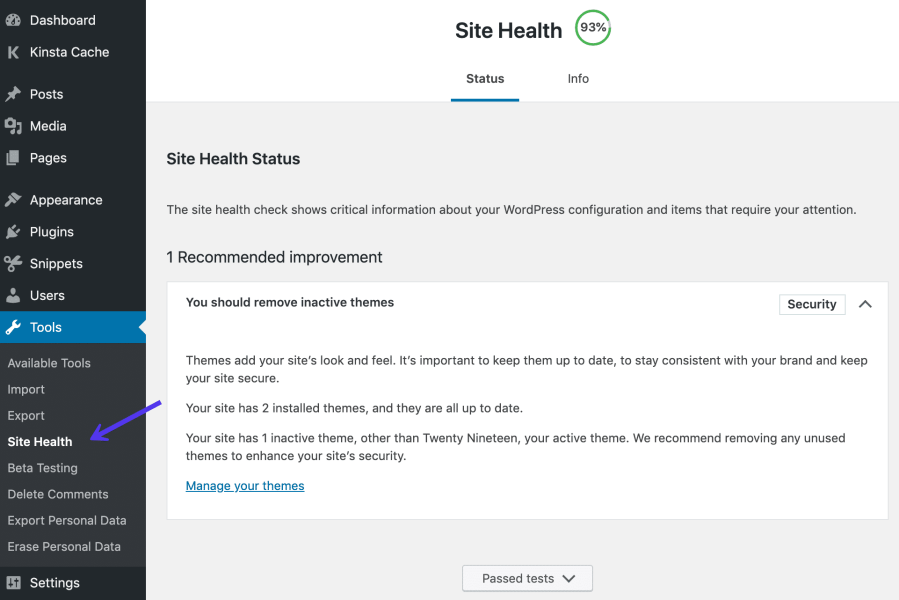 Dashboard
Kinsta Cache
Posts
Media
Pages
Appearance
Plugins
Snippets
Users
Tools
Available Tools
Import
Export
Site Health
Beta Testing
Delete Comments
Export Personal Data
Erase Personal Data
Settings
Site Health 93%
Status Info
Site Health Status
The site health check shows critical information about your WordPress configuration and items that require your attention.
1 Recommended improvement
You should remove inactive themes Security
Themes add your site’s look and feel. It’s important to keep them up to date, to stay consistent with your brand and keep
your site secure.
Your site has 2 installed themes, and they are all up to date.
Your site has 1 inactive theme, other than Twenty Nineteen, your active theme. We recommend removing any unused
themes to enhance your site’s security.
Manage your themes
Passed tests